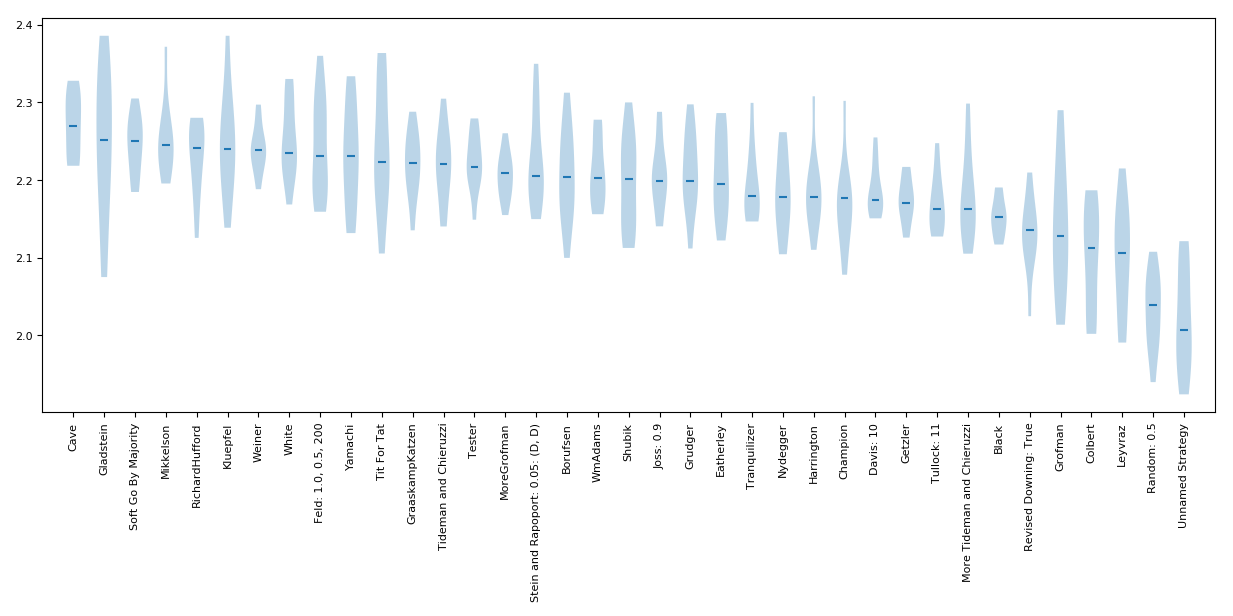 2.4
2.3
2.2
2.1
2.0
Cave
Gladstein
Soft Go By Majority
Mikkelson
RichardHufford
Kluepfel
Weiner
White
Feld: 1.0, 0.5, 200
Yamachi
Tit For Tat
GraaskampKatzen
Tideman and Chieruzzi
Tester
MoreGrofman
Stein and Rapoport: 0.05: (D, D)
Borufsen
WmAdams
Shubik
Joss: 0.9
Grudger
Eatherley
Tranquilizer
Nydegger
Harrington
Champion
Davis: 10
Getzler
Tullock: 11
More Tideman and Chieruzzi
Black
Revised Downing: True
Grofman
Colbert
Leyvraz
Random: 0.5
Unnamed Strategy